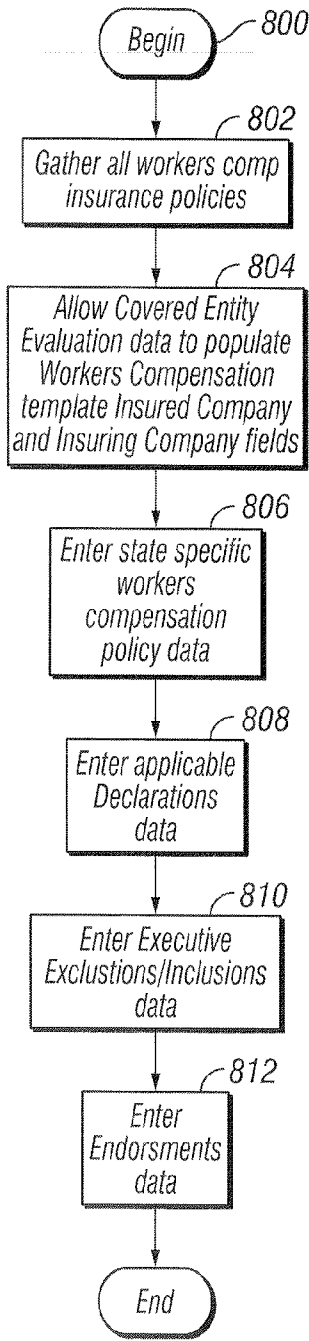 Begin
800
802
Gather all workers comp
insurance policies
804
Allow Covered Entity
Evaluation data to populate
Workers Compensation
template Insured Company
and Insuring Company fields
806
Enter state specific
workers
compensation
policy data
808
Enter applicable
Declarations
data
810
Enter Executive
Exclustions/Inclusions
data
812
Enter
Endorsments
data
End